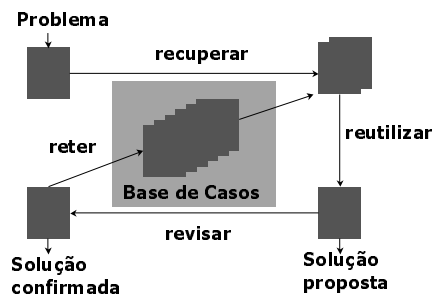 Problema
recuperar
reutilizar
reter
Base de Casos
revisar
Solução
confirmada
Solução
proposta